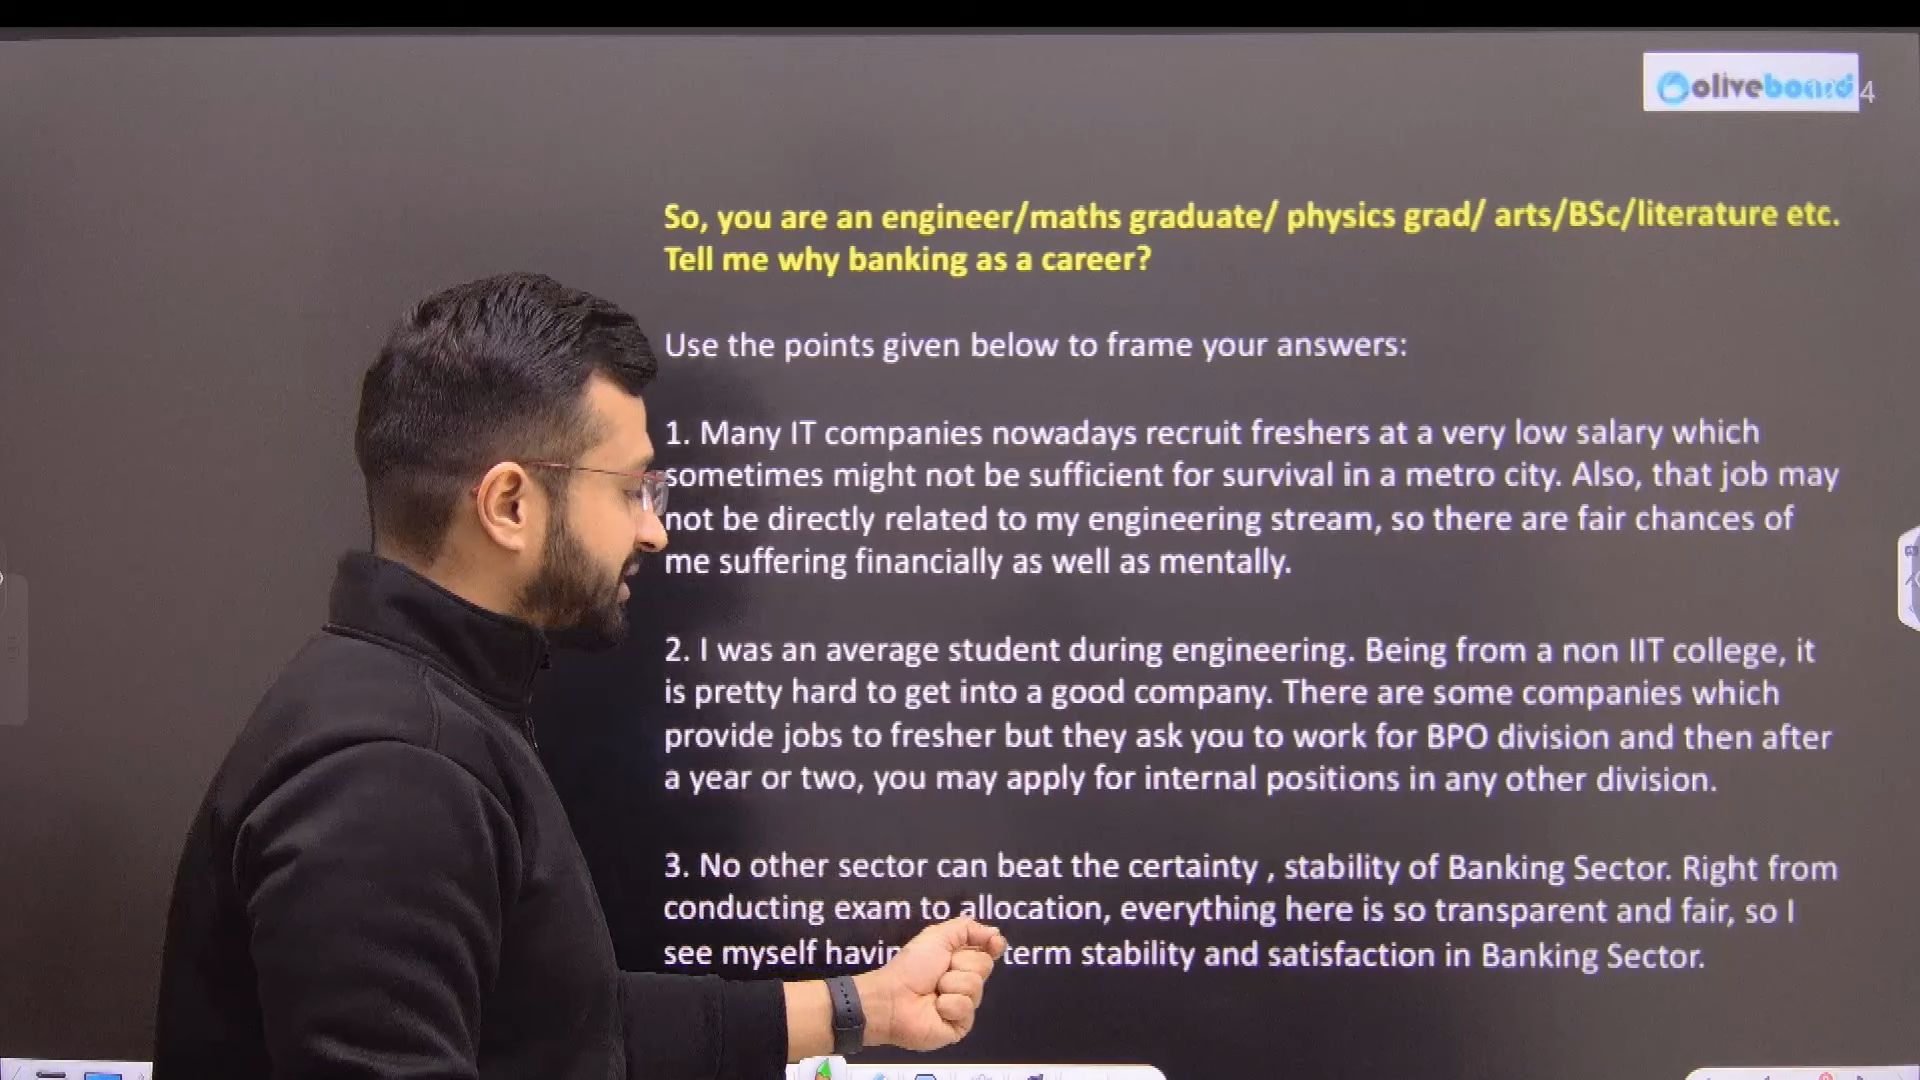 oliveboard
4
So, you are an engineer/maths graduate/ physics grad/ arts/BSc/literature etc.
Tell me why banking as a career?
Use the points given below to frame your answers:
1. Many IT companies nowadays recruit freshers at a very low salary which
sometimes might not be sufficient for survival in a metro city. Also, that job may
not be directly related to my engineering stream, so there are fair chances of
me suffering financially as well as mentally.
2. I was an average student during engineering. Being from a non IIT college, it
is pretty hard to get into a good company. There are some companies which
provide jobs to fresher but they ask you to work for BPO division and then after
a year or two, you may apply for internal positions in any other division.
3. No other sector can beat the certainty , stability of Banking Sector. Right from
conducting exam to allocation, everything here is so transparent and fair, so I
see myself term stability and satisfaction in Banking Sector.